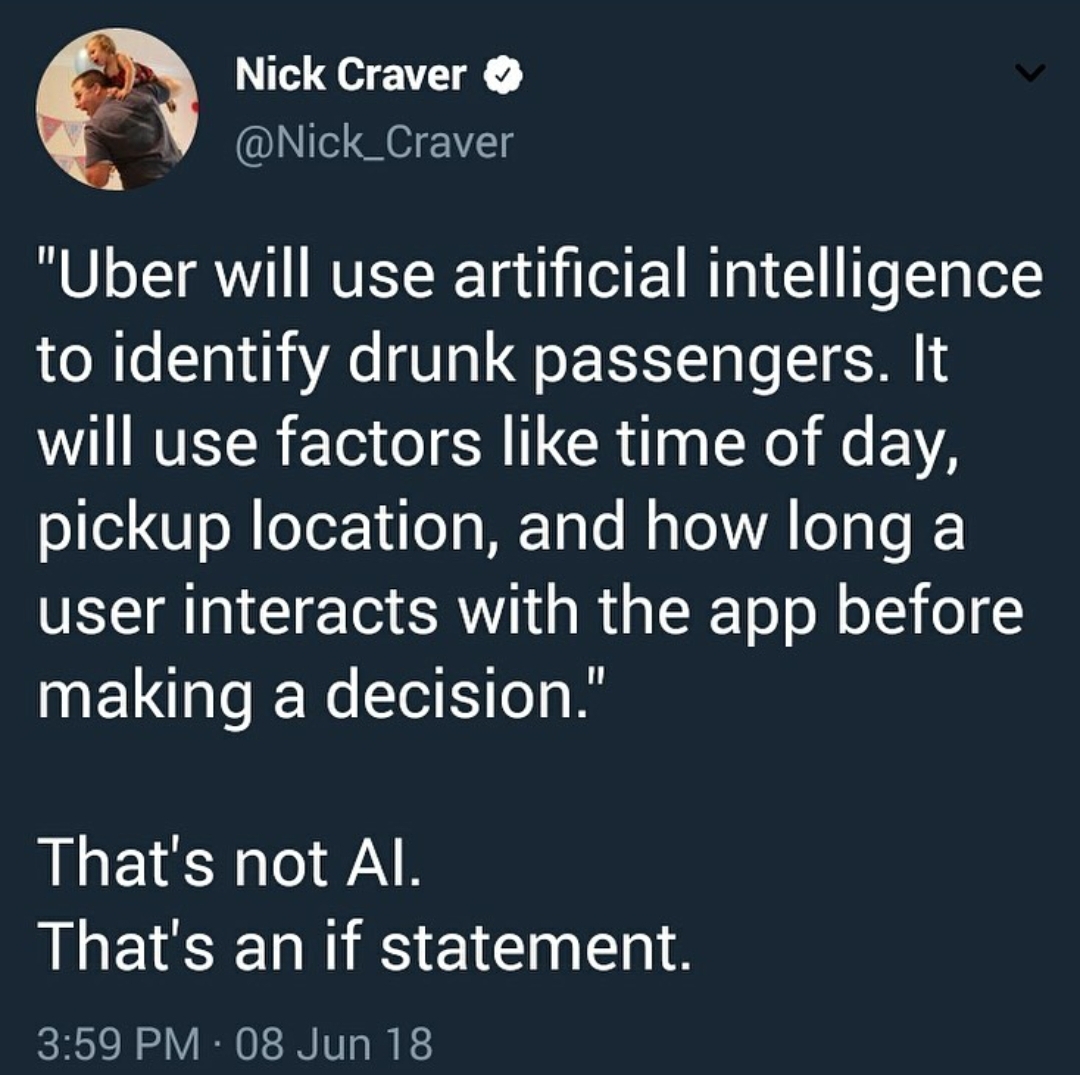 Nick Craver
@Nick_Craver
"Uber will use artificial intelligence
to identify drunk passengers. It
will use factors like time of day,
pickup location, and how long a
user interacts with the app before
making a decision."
That's not AI.
That's an if statement.
3:59 PM · 08 Jun 18